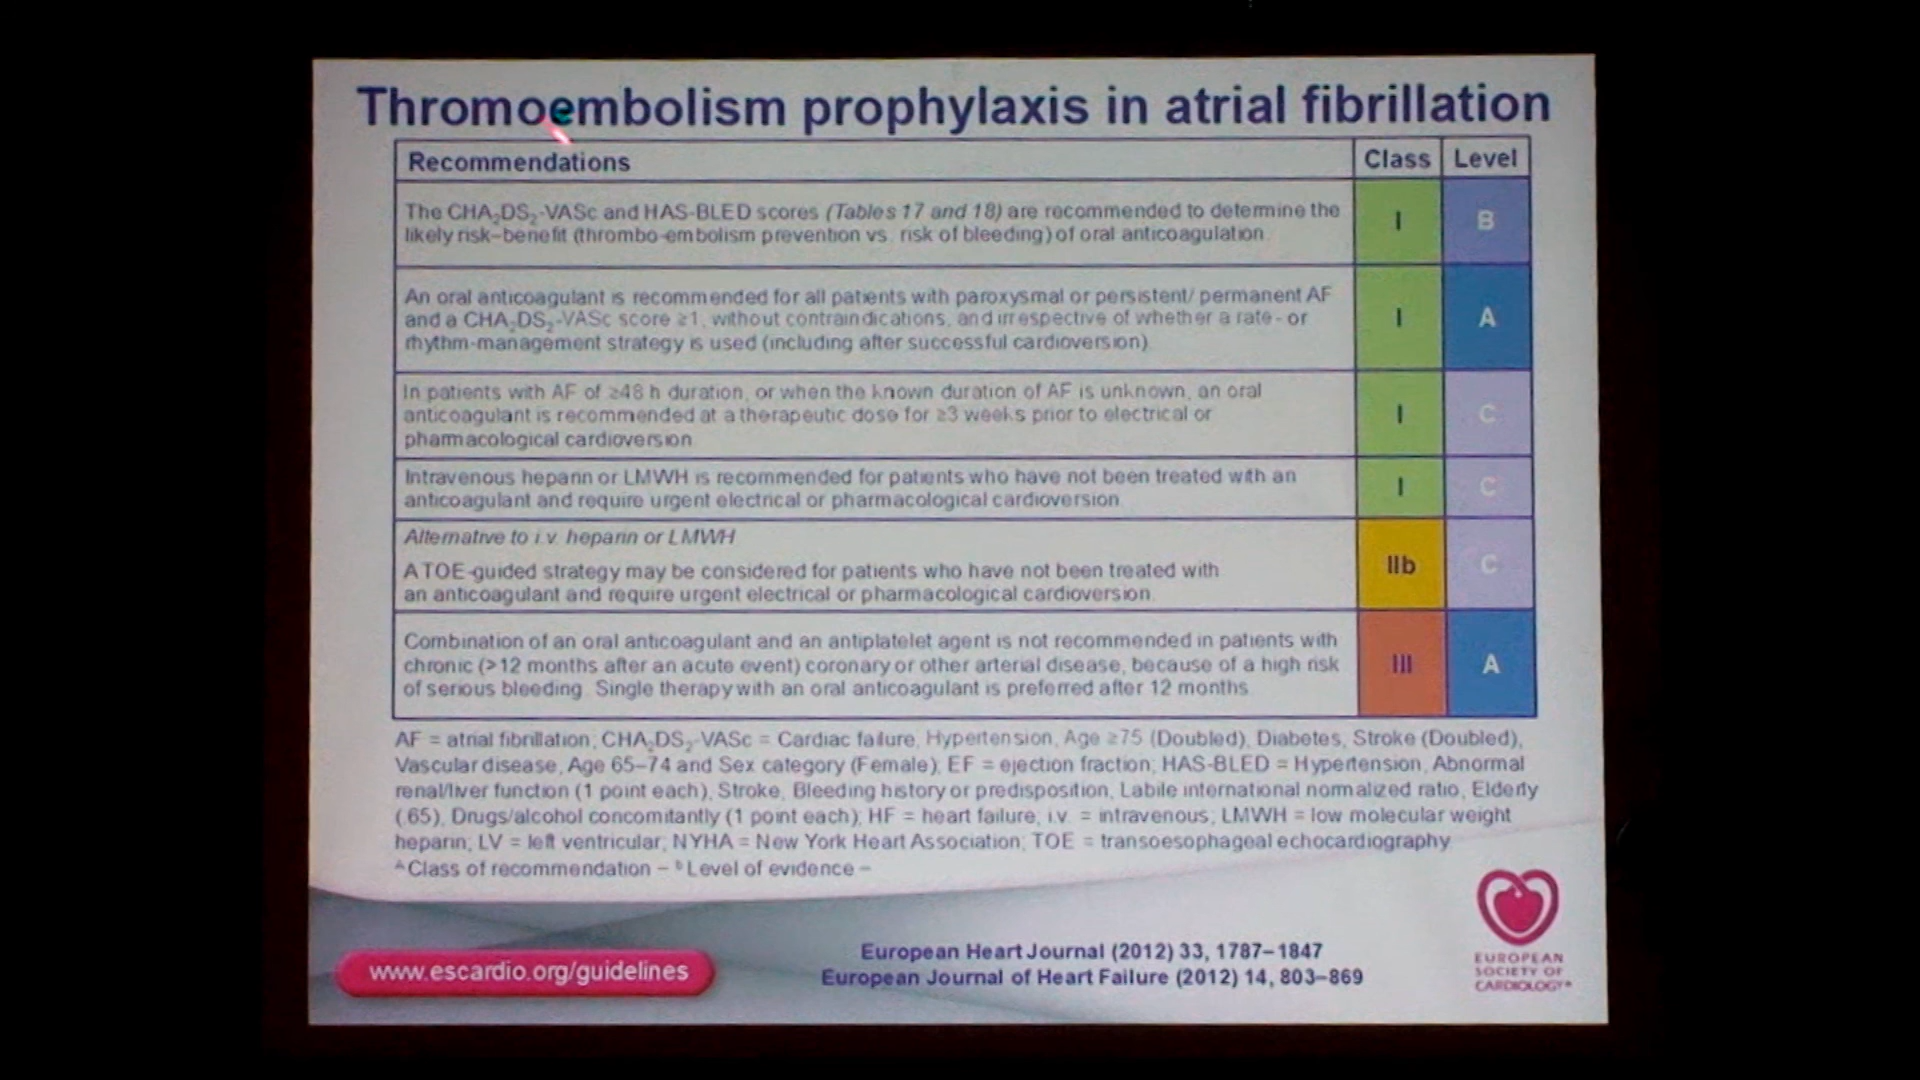 Thromoembolism prophylaxis in atrial fibrillation
Recommendations Class Level
The CHA₂DS₂-VASc and HAS-BLED scores (Tables 17 and 18) are recommended to determine the
likely risk–benefit (thrombo-embolism prevention vs. risk of bleeding) of oral anticoagulation.
I B
An oral anticoagulant is recommended for all patients with paroxysmal or persistent/ permanent AF
and a CHA₂DS₂-VASc score ≥1, without contraindications, and irrespective of whether a rate- or
rhythm-management strategy is used (including after successful cardioversion).
I A
In patients with AF of ≥48 h duration, or when the known duration of AF is unknown, an oral
anticoagulant is recommended at a therapeutic dose for ≥3 weeks prior to electrical or
pharmacological cardioversion.
I C
Intravenous heparin or LMWH is recommended for patients who have not been treated with an
anticoagulant and require urgent electrical or pharmacological cardioversion.
I C
Alternative to i.v. heparin or LMWH
A TOE-guided strategy may be considered for patients who have not been treated with
an anticoagulant and require urgent electrical or pharmacological cardioversion.
IIb C
Combination of an oral anticoagulant and an antiplatelet agent is not recommended in patients with
chronic (>12 months after an acute event) coronary or other arterial disease, because of a high risk
of serious bleeding. Single therapy with an oral anticoagulant is preferred after 12 months.
III A
AF = atrial fibrillation; CHA₂DS₂-VASc = Cardiac failure, Hypertension, Age ≥75 (Doubled), Diabetes, Stroke (Doubled),
Vascular disease, Age 65–74 and Sex category (Female); EF = ejection fraction; HAS-BLED = Hypertension, Abnormal
renal/liver function (1 point each), Stroke, Bleeding history or predisposition, Labile international normalized ratio, Elderly
(.65), Drugs/alcohol concomitantly (1 point each); HF = heart failure; i.v. = intravenous; LMWH = low molecular weight
heparin; LV = left ventricular; NYHA = New York Heart Association; TOE = transoesophageal echocardiography
ᴬ Class of recommendation – ᵇ Level of evidence –
www.escardio.org/guidelines
European Heart Journal (2012) 33, 1787–1847
European Journal of Heart Failure (2012) 14, 803–869
EUROPEAN
SOCIETY OF
CARDIOLOGY®